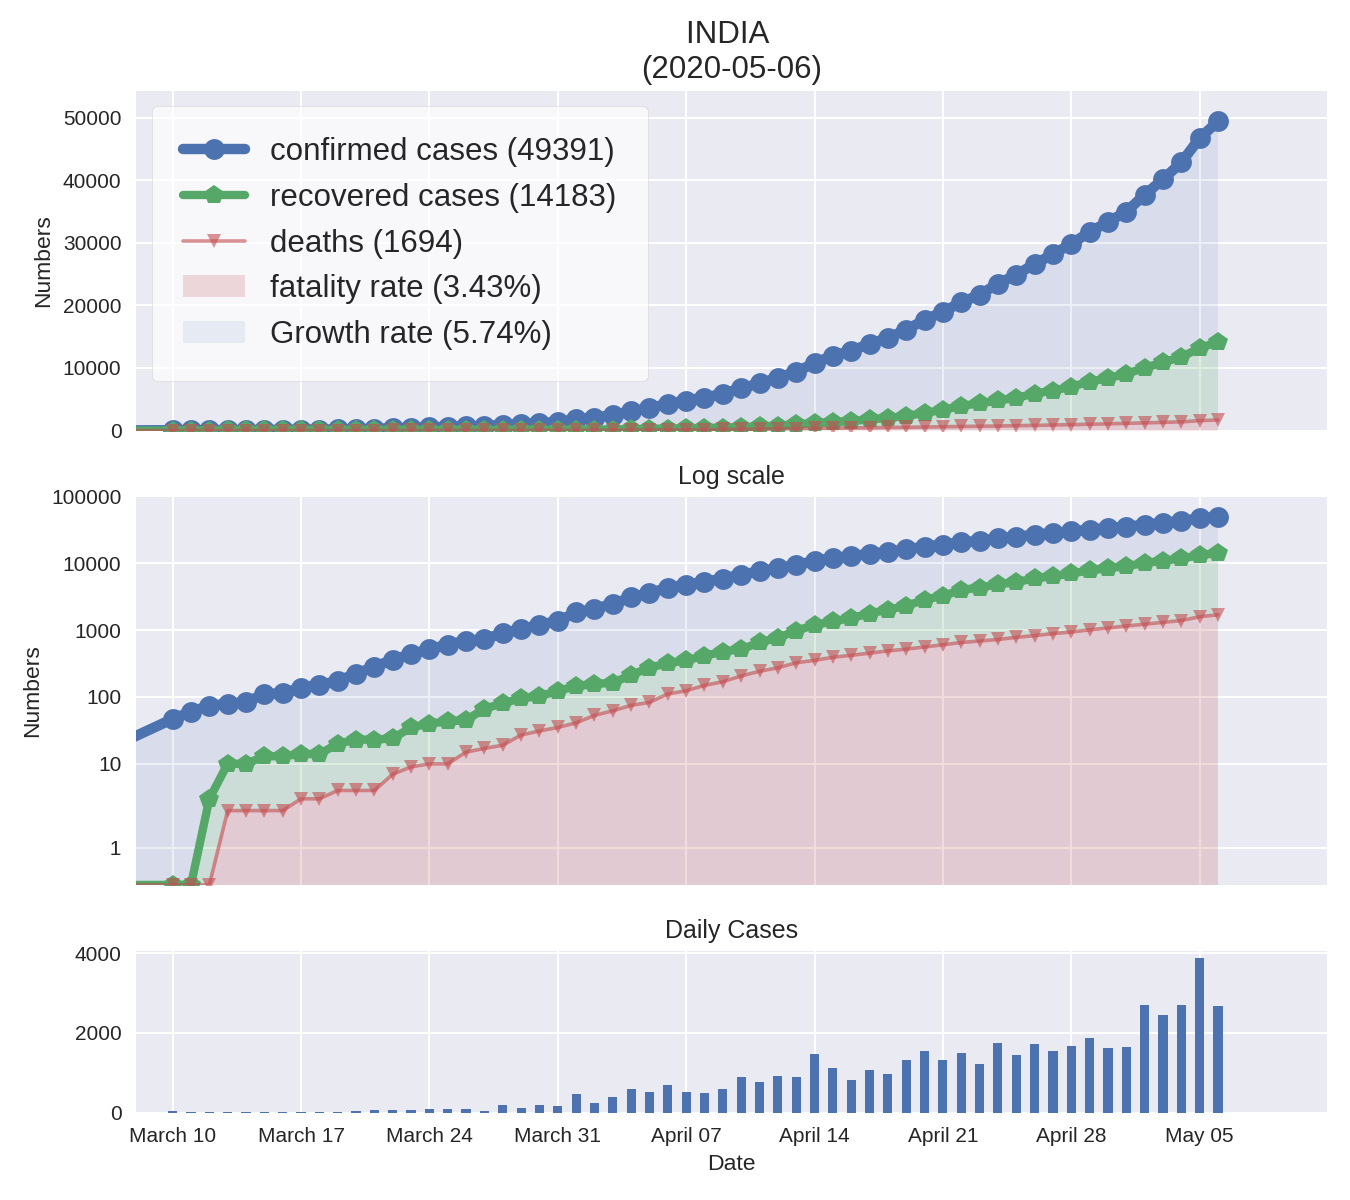 INDIA
(2020-05-06)
50000
40000
30000
20000
10000
0
Numbers
confirmed cases (49391)
recovered cases (14183)
deaths (1694)
fatality rate (3.43%)
Growth rate (5.74%)
Log scale
100000
10000
1000
100
10
1
Numbers
Daily Cases
4000
2000
0
March 10 March 17 March 24 March 31 April 07 April 14 April 21 April 28 May 05
Date